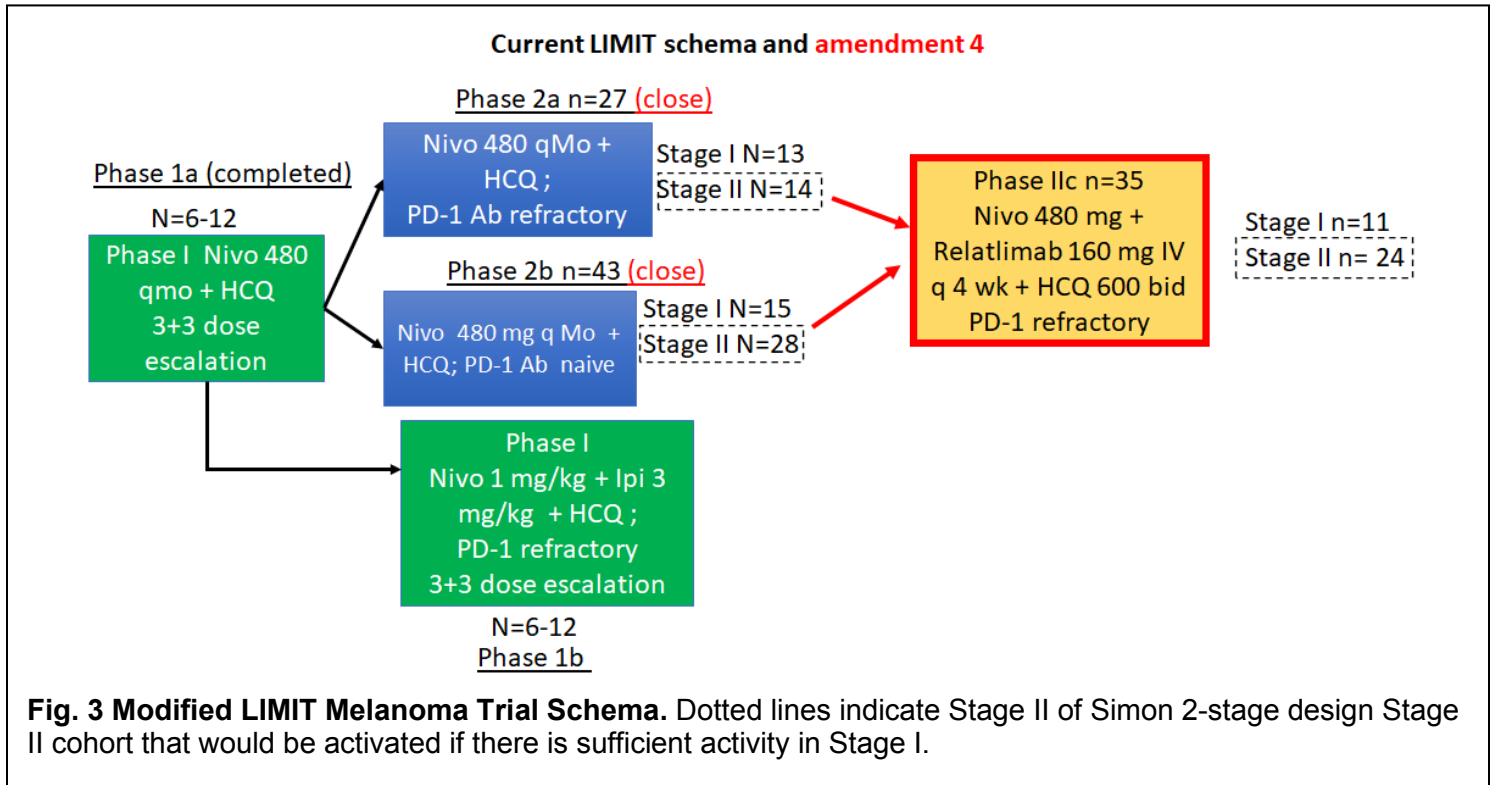 Current LIMIT schema and amendment 4
Phase 1a (completed)
N=6-12
Phase I Nivo 480
qmo + HCQ
3+3 dose
escalation
Phase 2a n=27 (close)
Nivo 480 qMo +
HCQ ;
PD-1 Ab refractory
Stage I N=13
Stage II N=14
Phase 2b n=43 (close)
Nivo 480 mg q Mo +
HCQ; PD-1 Ab naive
Stage I N=15
Stage II N=28
Phase I
Nivo 1 mg/kg + Ipi 3
mg/kg + HCQ ;
PD-1 refractory
3+3 dose escalation
N=6-12
Phase 1b
Phase IIc n=35
Nivo 480 mg +
Relatlimab 160 mg IV
q 4 wk + HCQ 600 bid
PD-1 refractory
Stage I n=11
Stage II n= 24
Fig. 3 Modified LIMIT Melanoma Trial Schema. Dotted lines indicate Stage II of Simon 2-stage design Stage
II cohort that would be activated if there is sufficient activity in Stage I.